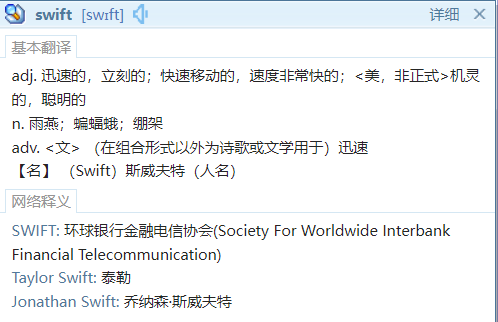 swift [swɪft] 详细
基本翻译
adj. 迅速的，立刻的；快速移动的，速度非常快的；<美，非正式>机灵
的，聪明的
n. 雨燕；蝙蝠蛾；绷架
adv. <文> （在组合形式以外为诗歌或文学用于）迅速
【名】 （Swift）斯威夫特（人名）
网络释义
SWIFT: 环球银行金融电信协会(Society For Worldwide Interbank
Financial Telecommunication)
Taylor Swift: 泰勒
Jonathan Swift: 乔纳森·斯威夫特